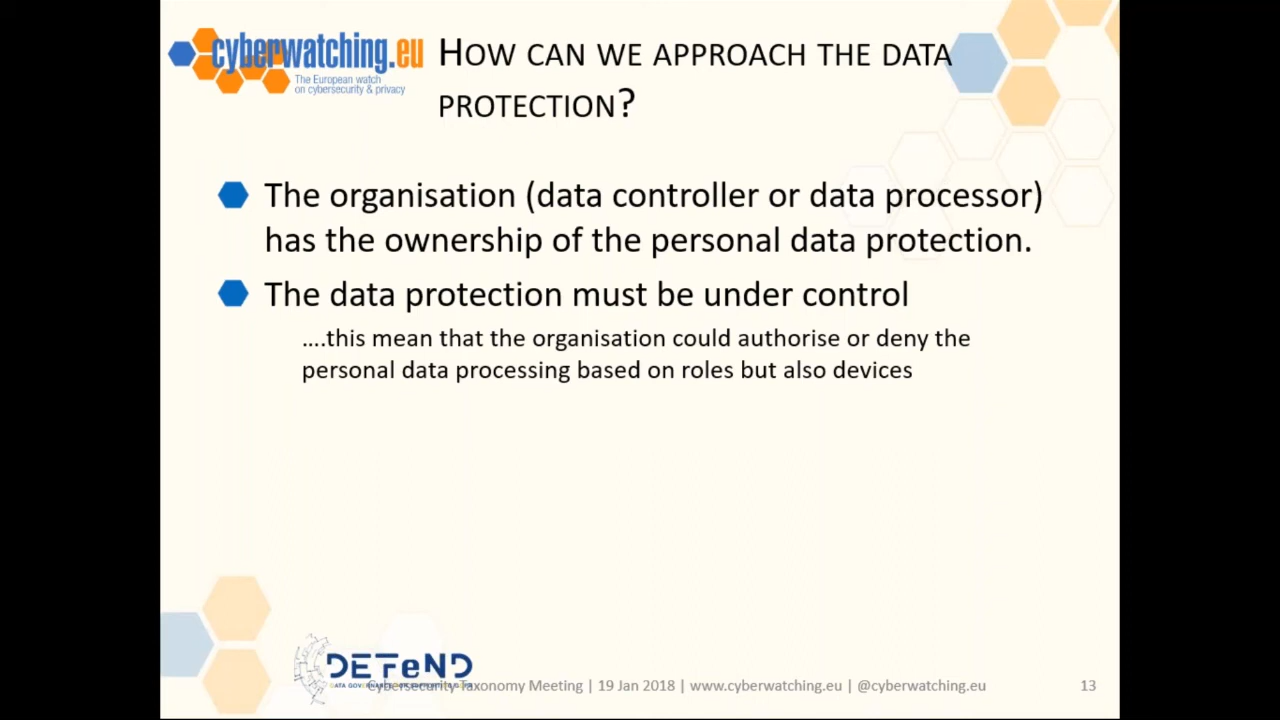 cyberwatching.eu
The European watch
on cybersecurity & privacy
HOW CAN WE APPROACH THE DATA
PROTECTION?
The organisation (data controller or data processor)
has the ownership of the personal data protection.
The data protection must be under control
....this mean that the organisation could authorise or deny the
personal data processing based on roles but also devices
DEFeND
Cybersecurity Taxonomy Meeting | 19 Jan 2018 | www.cyberwatching.eu | @cyberwatching.eu
13